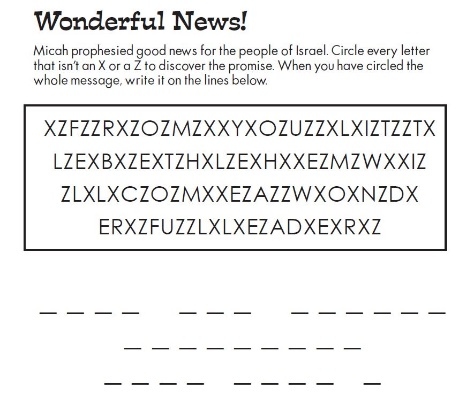 Wonderful News!
Micah prophesied good news for the people of Israel. Circle every letter
that isn't an X or a Z to discover the promise. When you have circled the
whole message, write it on the lines below.
XZFZZRXZOZMZXXYXOZUZZXLXIZTZZTX
LZEXBXZEXTZHXLZEXHXXEZMZWXXIZ
ZLXLXCZOZMXXEZAZZWXOXNZDX
ERXZFUZZLXLXEZADXEXRXZ